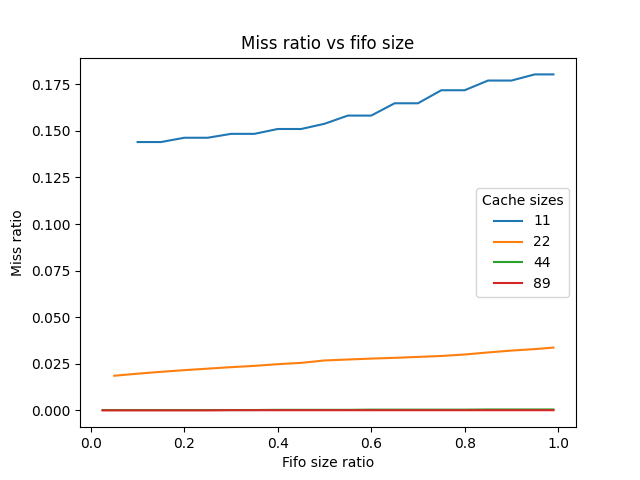 Miss ratio vs fifo size
0.175
0.150
0.125
0.100
0.075
0.050
0.025
0.000
Miss ratio
Cache sizes
11
22
44
89
0.0 0.2 0.4 0.6 0.8 1.0
Fifo size ratio